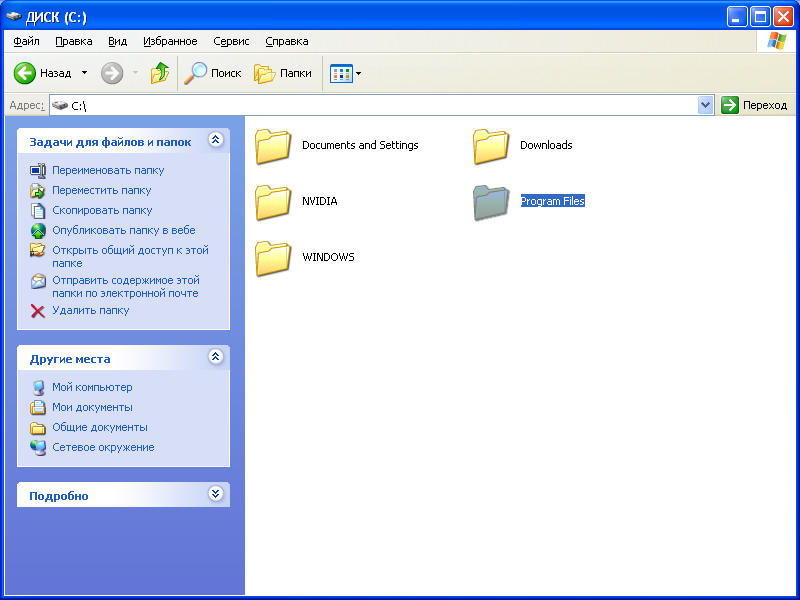 ДИСК (C:)
Файл Правка Вид Избранное Сервис Справка
Назад Поиск Папки
Адрес: C:\ Переход
Задачи для файлов и папок
Переименовать папку
Переместить папку
Скопировать папку
Опубликовать папку в вебе
Открыть общий доступ к этой
папке
Отправить содержимое этой
папки по электронной почте
Удалить папку
Другие места
Мой компьютер
Мои документы
Общие документы
Сетевое окружение
Подробно
Documents and Settings
Downloads
NVIDIA
Program Files
WINDOWS